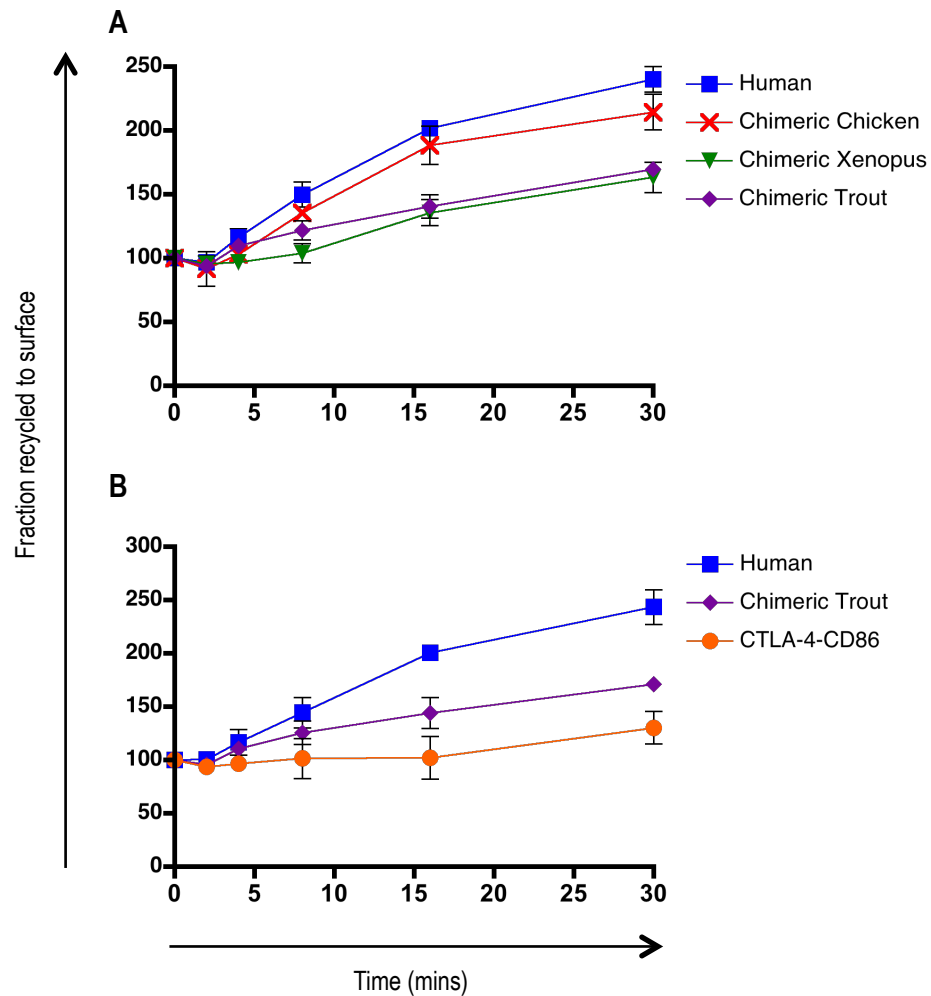 A
250
200
150
100
50
0
0 5 10 15 20 25 30
Human
Chimeric Chicken
Chimeric Xenopus
Chimeric Trout
Fraction recycled to surface
B
300
250
200
150
100
50
0
0 5 10 15 20 25 30
Human
Chimeric Trout
CTLA-4-CD86
Time (mins)